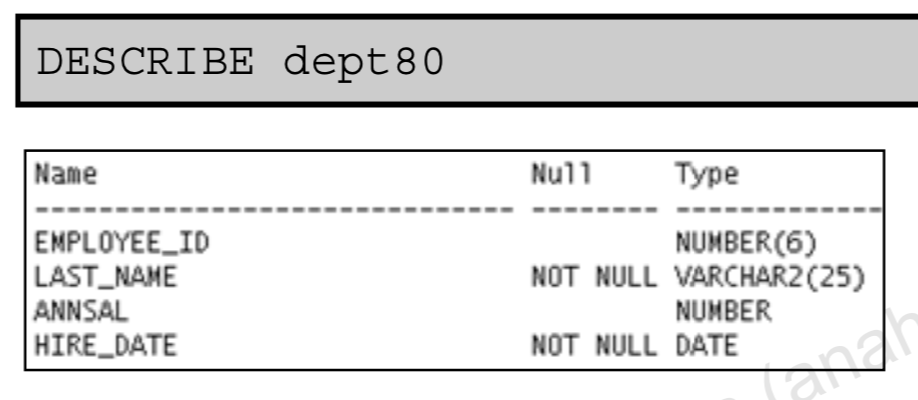 DESCRIBE dept80
Name Null Type
------------------------------ -------- -------------
EMPLOYEE_ID NUMBER(6)
LAST_NAME NOT NULL VARCHAR2(25)
ANNSAL NUMBER
HIRE_DATE NOT NULL DATE